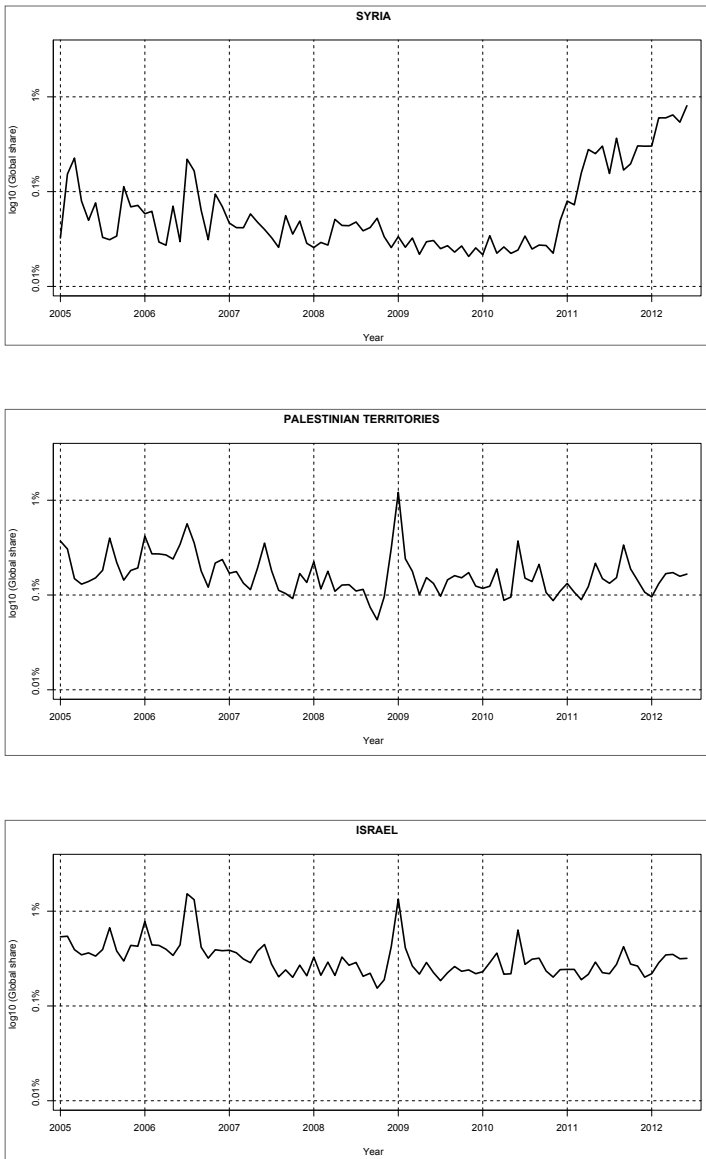 SYRIA
log10 (Global share)
1%
0.1%
0.01%
2005 2006 2007 2008 2009 2010 2011 2012
Year
PALESTINIAN TERRITORIES
log10 (Global share)
1%
0.1%
0.01%
2005 2006 2007 2008 2009 2010 2011 2012
Year
ISRAEL
log10 (Global share)
1%
0.1%
0.01%
2005 2006 2007 2008 2009 2010 2011 2012
Year